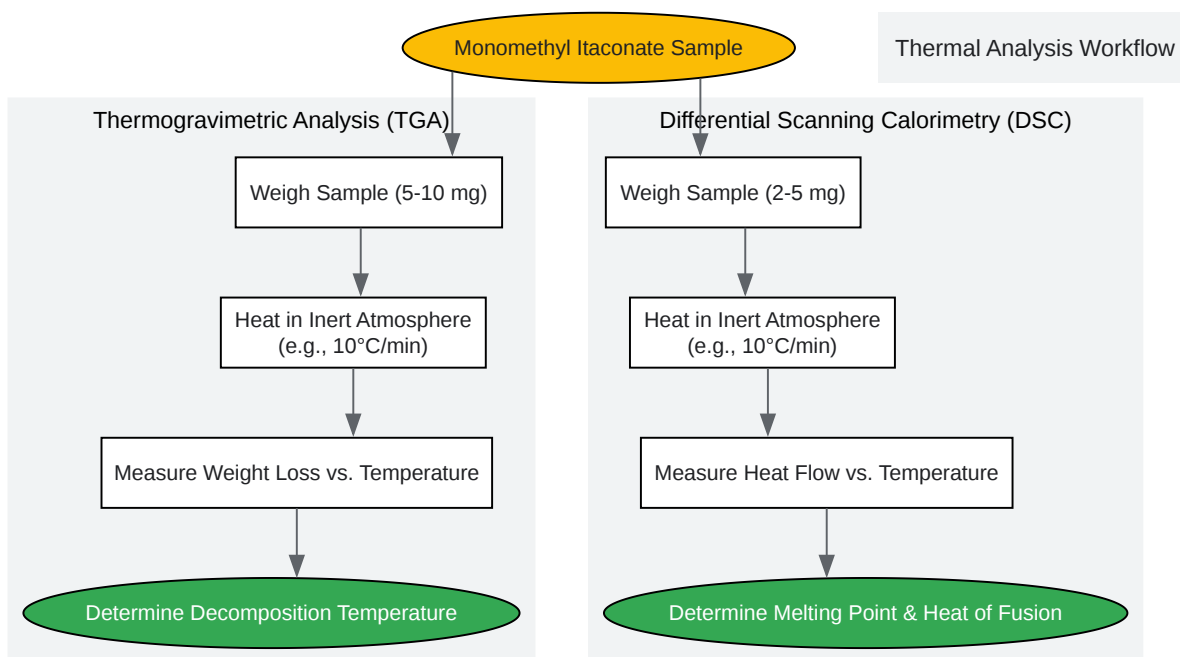 Monomethyl Itaconate Sample
Thermal Analysis Workflow
Thermogravimetric Analysis (TGA)
Weigh Sample (5-10 mg)
Heat in Inert Atmosphere
(e.g., 10°C/min)
Measure Weight Loss vs. Temperature
Determine Decomposition Temperature
Differential Scanning Calorimetry (DSC)
Weigh Sample (2-5 mg)
Heat in Inert Atmosphere
(e.g., 10°C/min)
Measure Heat Flow vs. Temperature
Determine Melting Point & Heat of Fusion